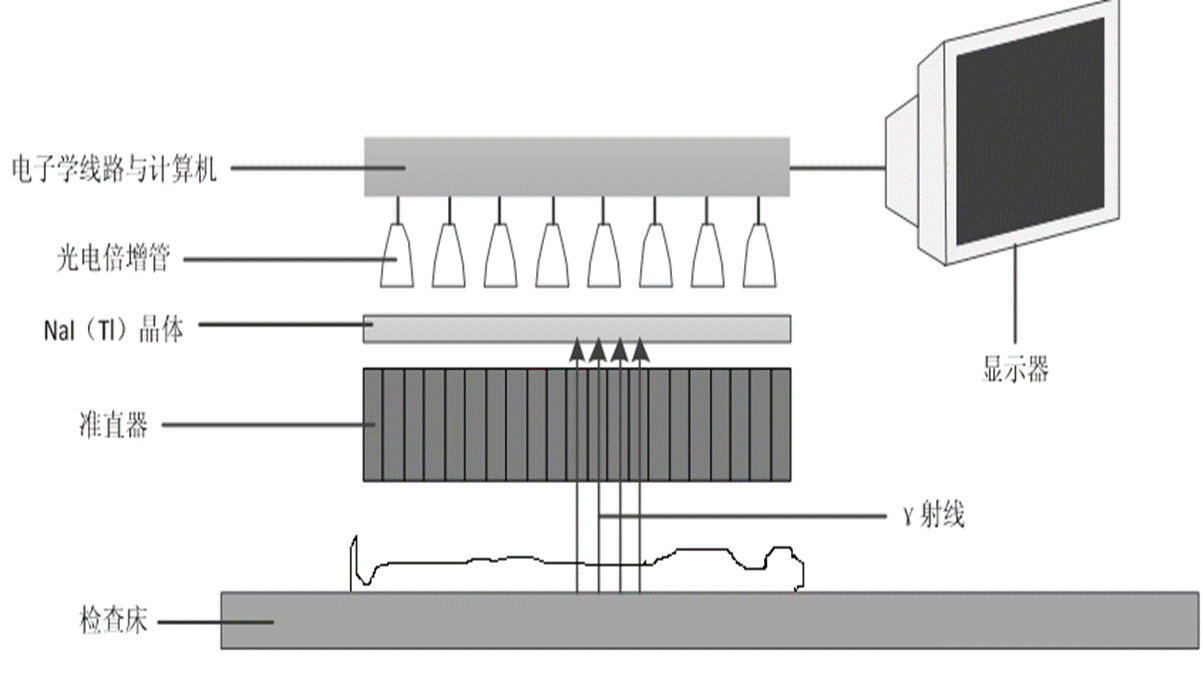 电子学线路与计算机
光电倍增管
NaI（Tl）晶体
显示器
准直器
γ 射线
检查床